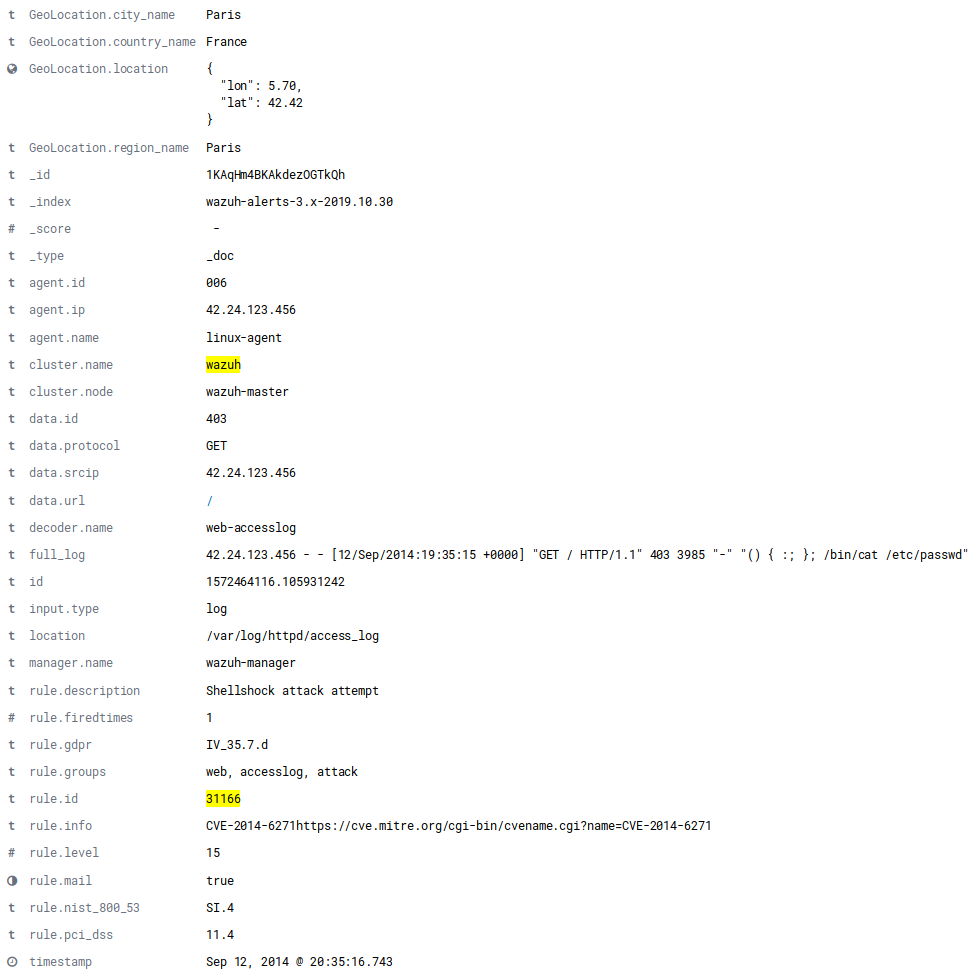 t GeoLocation.city_name Paris
t GeoLocation.country_name France
GeoLocation.location {
"lon": 5.70,
"lat": 42.42
}
t GeoLocation.region_name Paris
t _id 1KAqHm4BKAkdezOGTkQh
t _index wazuh-alerts-3.x-2019.10.30
# _score -
t _type _doc
t agent.id 006
t agent.ip 42.24.123.456
t agent.name linux-agent
t cluster.name wazuh
t cluster.node wazuh-master
t data.id 403
t data.protocol GET
t data.srcip 42.24.123.456
t data.url /
t decoder.name web-accesslog
t full_log 42.24.123.456 - - [12/Sep/2014:19:35:15 +0000] "GET / HTTP/1.1" 403 3985 "-" "() { :; }; /bin/cat /etc/passwd"
t id 1572464116.105931242
t input.type log
t location /var/log/httpd/access_log
t manager.name wazuh-manager
t rule.description Shellshock attack attempt
# rule.firedtimes 1
t rule.gdpr IV_35.7.d
t rule.groups web, accesslog, attack
t rule.id 31166
t rule.info CVE-2014-6271https://cve.mitre.org/cgi-bin/cvename.cgi?name=CVE-2014-6271
# rule.level 15
rule.mail true
t rule.nist_800_53 SI.4
t rule.pci_dss 11.4
timestamp Sep 12, 2014 @ 20:35:16.743